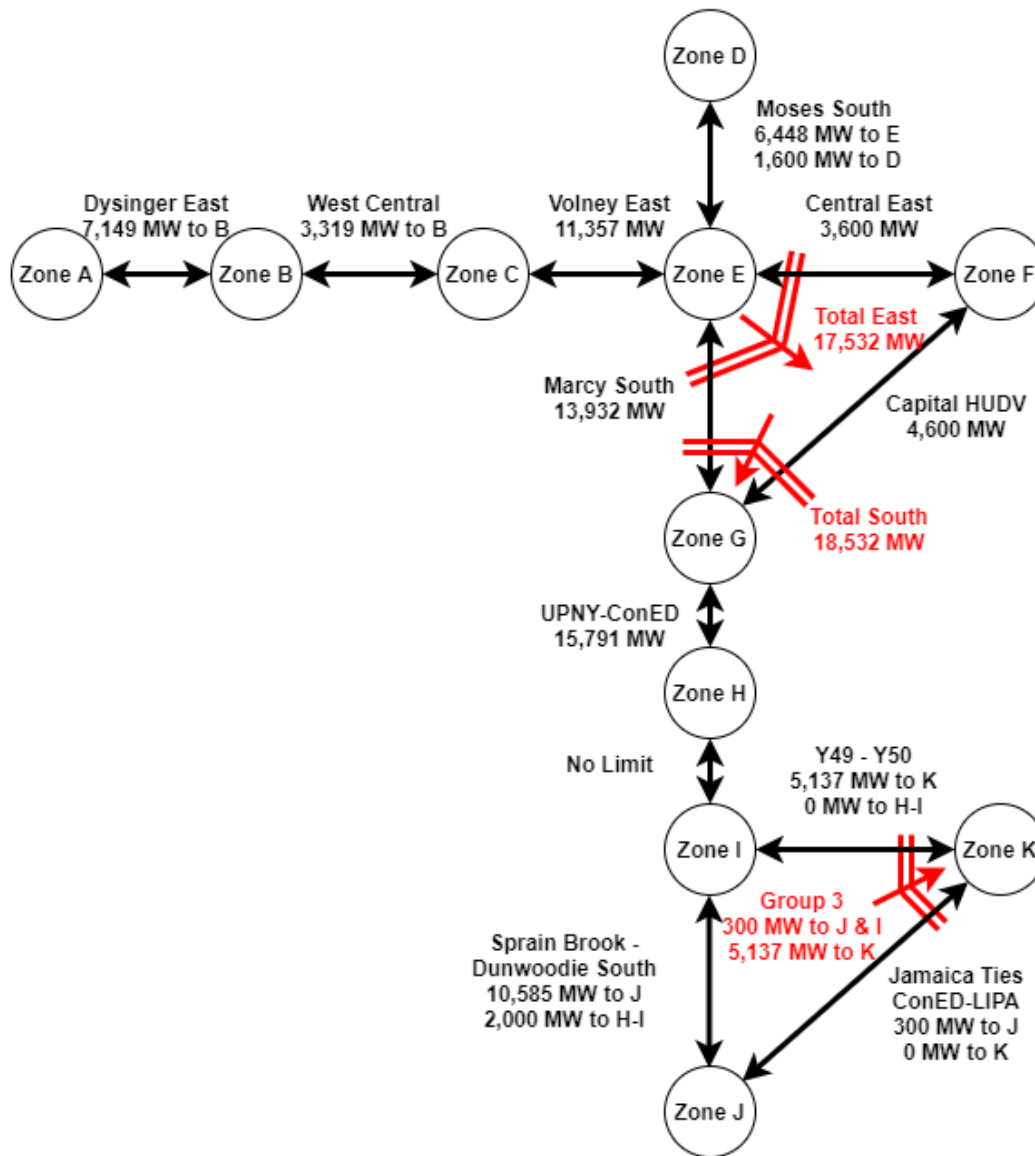 Zone D
Moses South
6,448 MW to E
1,600 MW to D
Dysinger East
7,149 MW to B
West Central
3,319 MW to B
Volney East
11,357 MW
Central East
3,600 MW
Zone A
Zone B
Zone C
Zone E
Zone F
Total East
17,532 MW
Marcy South
13,932 MW
Capital HUDV
4,600 MW
Total South
18,532 MW
Zone G
UPNY-ConED
15,791 MW
Zone H
No Limit
Y49 - Y50
5,137 MW to K
0 MW to H-I
Zone I
Zone K
Group 3
300 MW to J & I
5,137 MW to K
Sprain Brook -
Dunwoodie South
10,585 MW to J
2,000 MW to H-I
Jamaica Ties
ConED-LIPA
300 MW to J
0 MW to K
Zone J